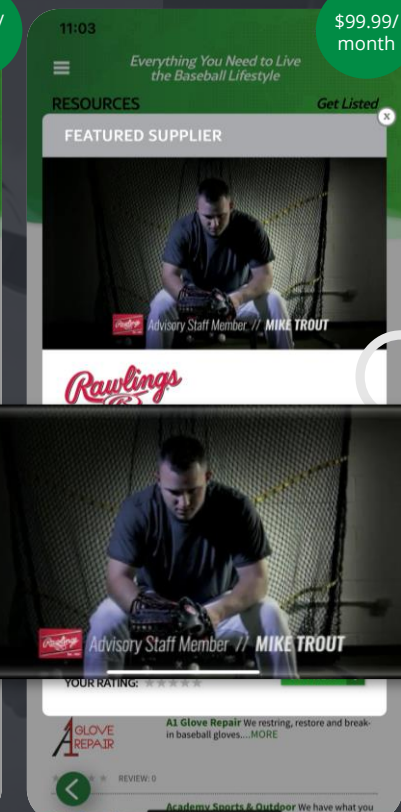 $99.99/
month
11:03
Everything You Need to Live
the Baseball Lifestyle
RESOURCES
Get Listed
x
FEATURED SUPPLIER
Rawlings
Advisory Staff Member // MIKE TROUT
Rawlings
R
Rawlings
Advisory Staff Member // MIKE TROUT
YOUR RATING:
A1 Glove Repair We restring, restore and break-
in baseball gloves....MORE
A GLOVE
REPAIR
REVIEW: 0
Academy Sports & Outdoor We have what you